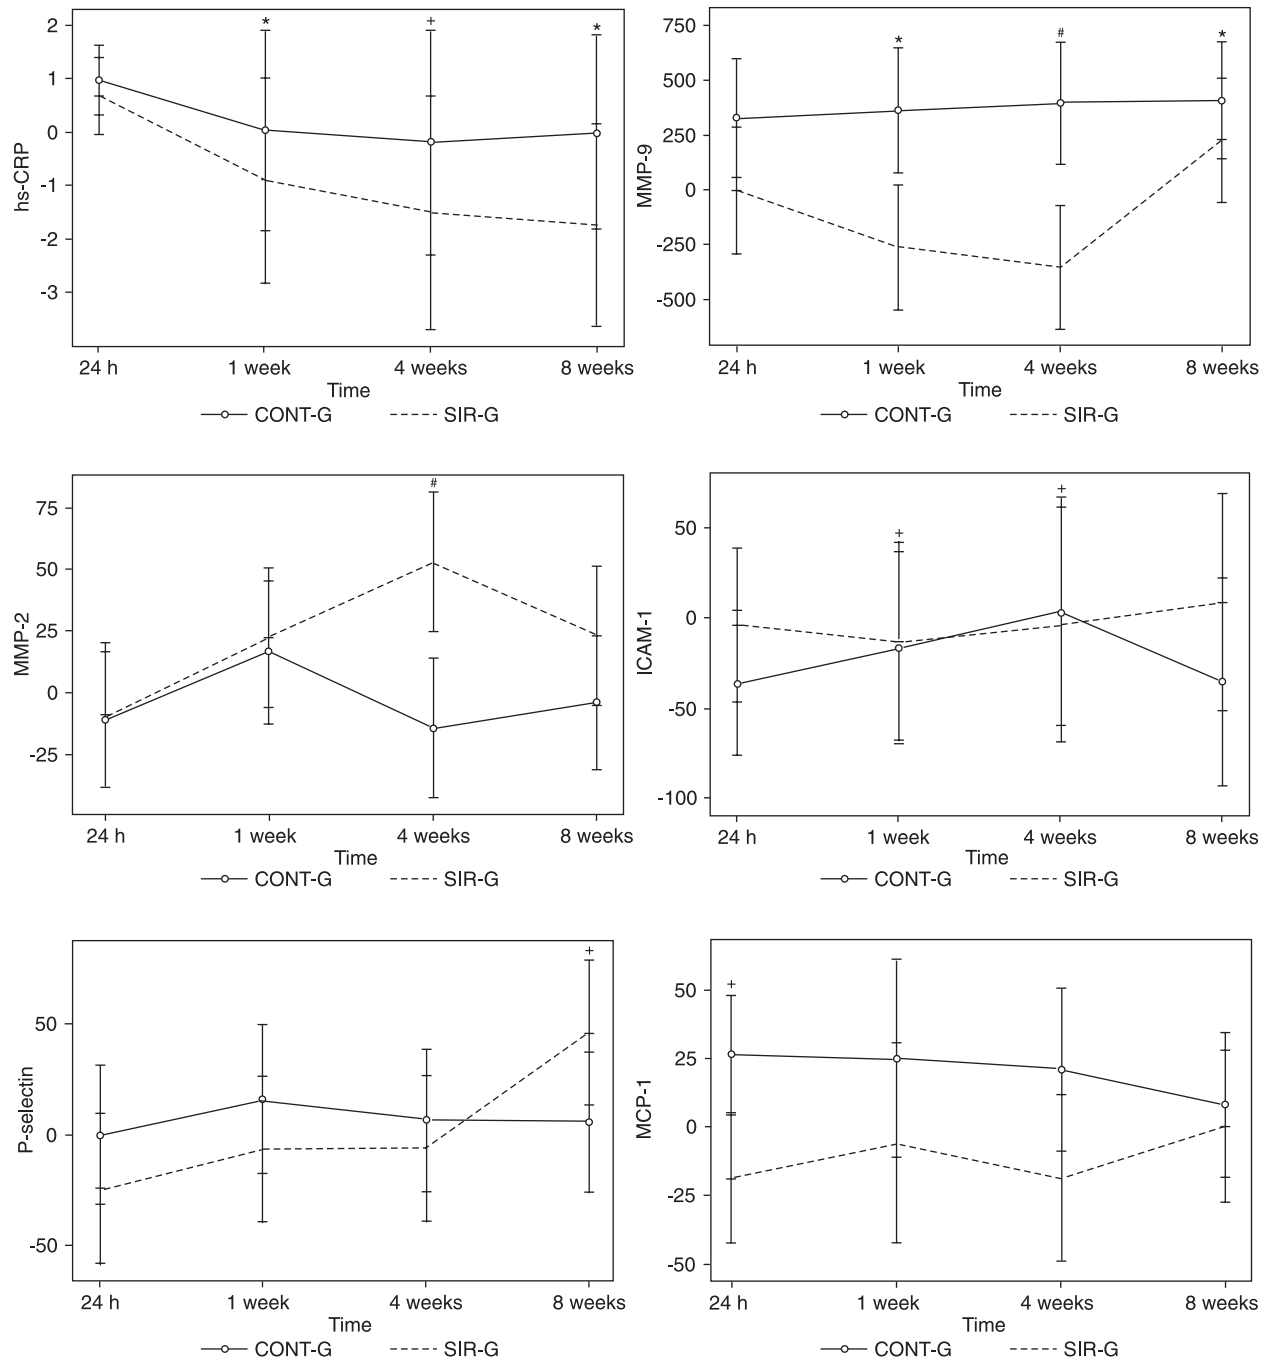 hs-CRP
2
1
0
-1
-2
-3
*
+
*
24 h 1 week 4 weeks 8 weeks
Time
CONT-G SIR-G
MMP-9
750
500
250
0
-250
-500
*
#
*
24 h 1 week 4 weeks 8 weeks
Time
CONT-G SIR-G
MMP-2
75
50
25
0
-25
#
24 h 1 week 4 weeks 8 weeks
Time
CONT-G SIR-G
ICAM-1
50
0
-50
-100
+
+
24 h 1 week 4 weeks 8 weeks
Time
CONT-G SIR-G
P-selectin
50
0
-50
+
24 h 1 week 4 weeks 8 weeks
Time
CONT-G SIR-G
MCP-1
50
25
0
-25
-50
+
24 h 1 week 4 weeks 8 weeks
Time
CONT-G SIR-G